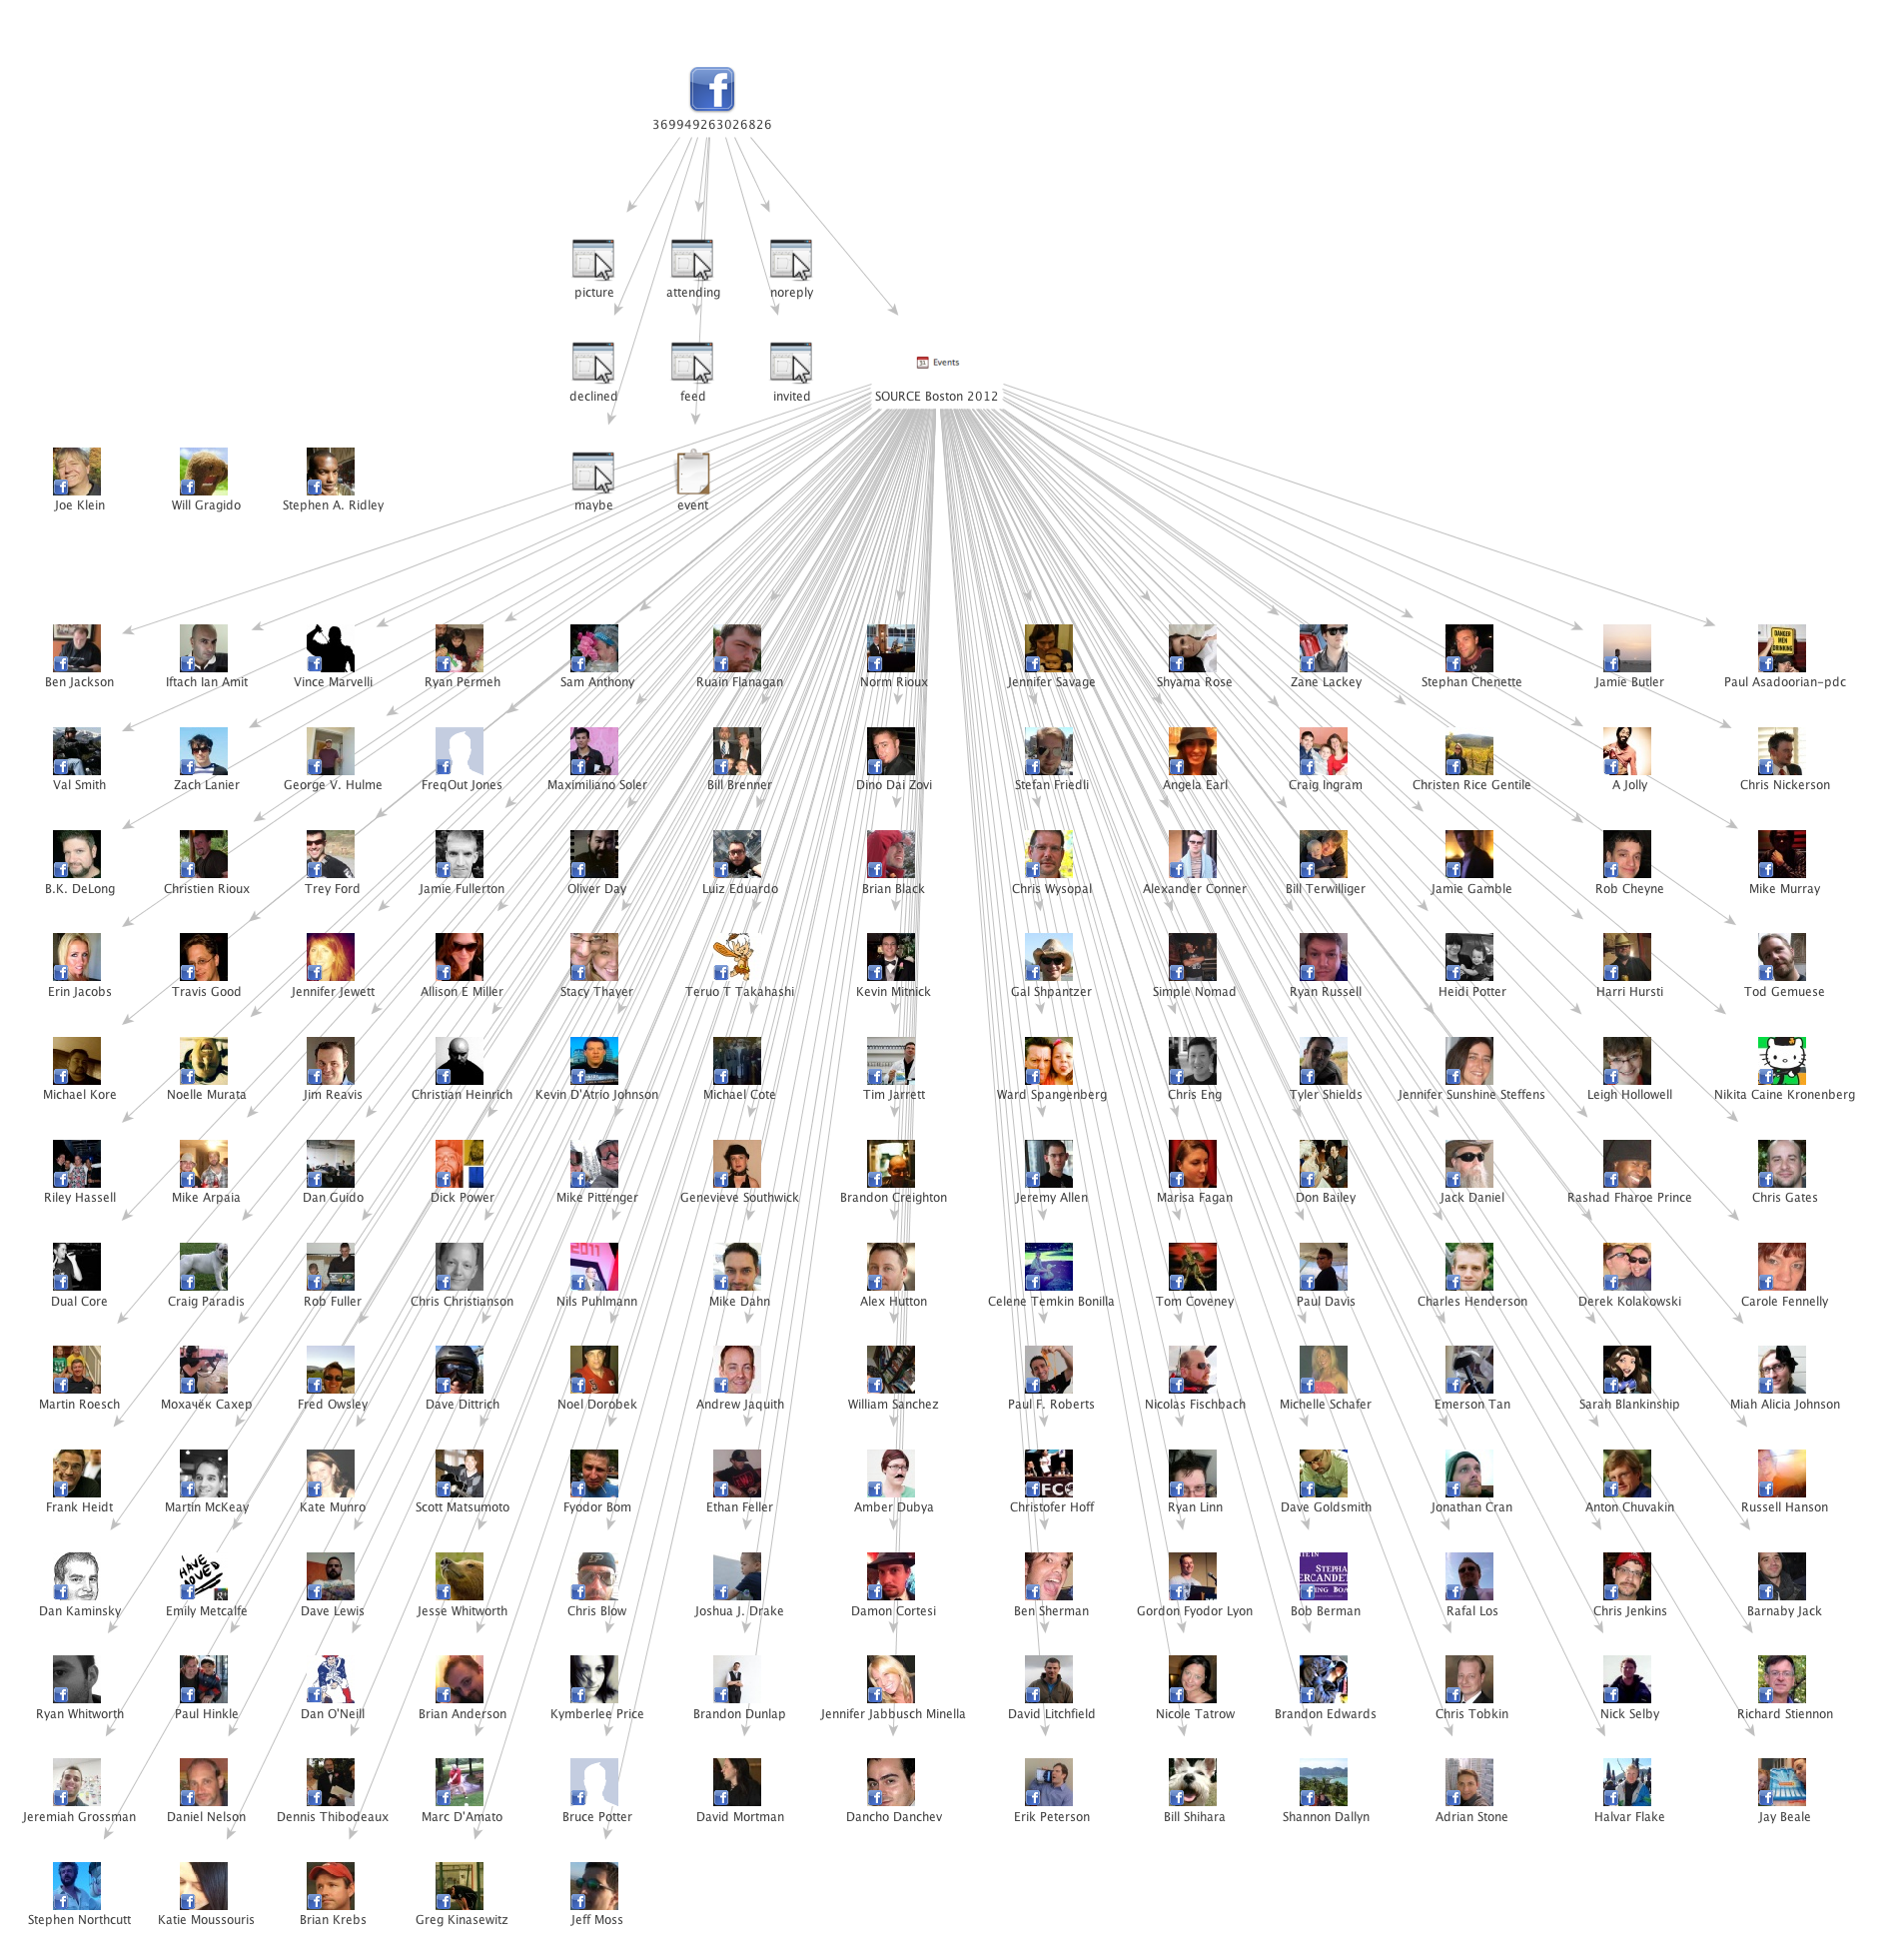 369949263026826
picture attending noreply
Events
declined feed invited SOURCE Boston 2012
Joe Klein Will Gragido Stephen A. Ridley maybe event
Ben Jackson Iftach Ian Amit Vince Marvelli Ryan Permeh Sam Anthony Ruain Flanagan Norm Rioux Jennifer Savage Shyama Rose Zane Lackey Stephan Chenette Jamie Butler Paul Asadoorian-pdc
Val Smith Zach Lanier George V. Hulme FreqOut Jones Maximiliano Soler Bill Brenner Dino Dai Zovi Stefan Friedli Angela Earl Craig Ingram Christen Rice Gentile A Jolly Chris Nickerson
B.K. DeLong Christien Rioux Trey Ford Jamie Fullerton Oliver Day Luiz Eduardo Brian Black Chris Wysopal Alexander Conner Bill Terwilliger Jamie Gamble Rob Cheyne Mike Murray
Erin Jacobs Travis Good Jennifer Jewett Allison E Miller Stacy Thayer Teruo T Takahashi Kevin Mitnick Gal Shpantzer Simple Nomad Ryan Russell Heidi Potter Harri Hursti Tod Gemuese
Michael Kore Noelle Murata Jim Reavis Christian Heinrich Kevin D'Atrio Johnson Michael Cote Tim Jarrett Ward Spangenberg Chris Eng Tyler Shields Jennifer Sunshine Steffens Leigh Hollowell Nikita Caine Kronenberg
Riley Hassell Mike Arpaia Dan Guido Dick Power Mike Pittenger Genevieve Southwick Brandon Creighton Jeremy Allen Marisa Fagan Don Bailey Jack Daniel Rashad Fharoe Prince Chris Gates
Dual Core Craig Paradis Rob Fuller Chris Christianson Nils Puhlmann Mike Dahn Alex Hutton Celene Temkin Bonilla Tom Coveney Paul Davis Charles Henderson Derek Kolakowski Carole Fennelly
Martin Roesch Мохачёк Сахер Fred Owsley Dave Dittrich Noel Dorobek Andrew Jaquith William Sanchez Paul F. Roberts Nicolas Fischbach Michelle Schafer Emerson Tan Sarah Blankinship Miah Alicia Johnson
Frank Heidt Martin McKeay Kate Munro Scott Matsumoto Fyodor Bom Ethan Feller Amber Dubya Christofer Hoff Ryan Linn Dave Goldsmith Jonathan Cran Anton Chuvakin Russell Hanson
Dan Kaminsky Emily Metcalfe Dave Lewis Jesse Whitworth Chris Blow Joshua J. Drake Damon Cortesi Ben Sherman Gordon Fyodor Lyon Bob Berman Rafal Los Chris Jenkins Barnaby Jack
Ryan Whitworth Paul Hinkle Dan O'Neill Brian Anderson Kymberlee Price Brandon Dunlap Jennifer Jabbusch Minella David Litchfield Nicole Tatrow Brandon Edwards Chris Tobkin Nick Selby Richard Stiennon
Jeremiah Grossman Daniel Nelson Dennis Thibodeaux Marc D'Amato Bruce Potter David Mortman Dancho Danchev Erik Peterson Bill Shihara Shannon Dallyn Adrian Stone Halvar Flake Jay Beale
Stephen Northcutt Katie Moussouris Brian Krebs Greg Kinasewitz Jeff Moss